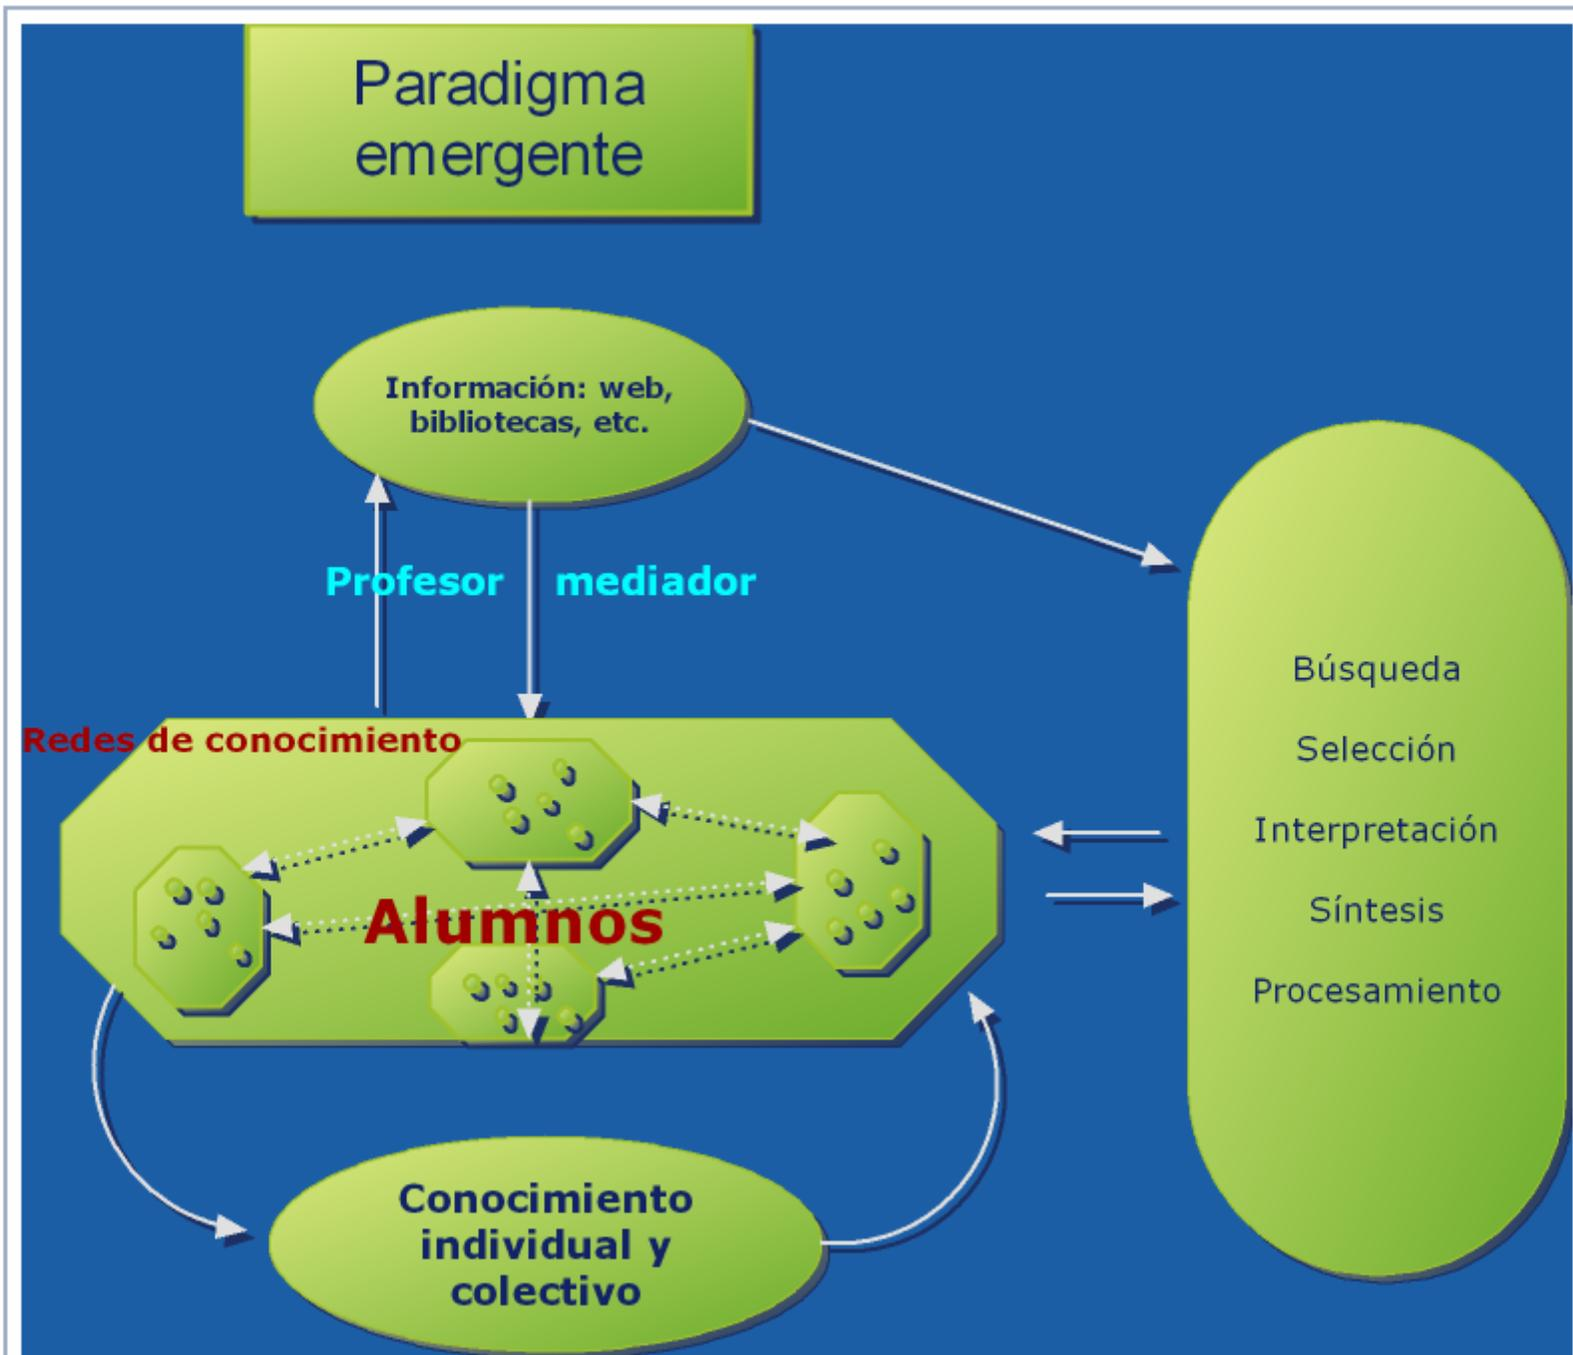 Paradigma
emergente
Información: web,
bibliotecas, etc.
Profesor mediador
Redes de conocimiento
Alumnos
Búsqueda
Selección
Interpretación
Síntesis
Procesamiento
Conocimiento
individual y
colectivo